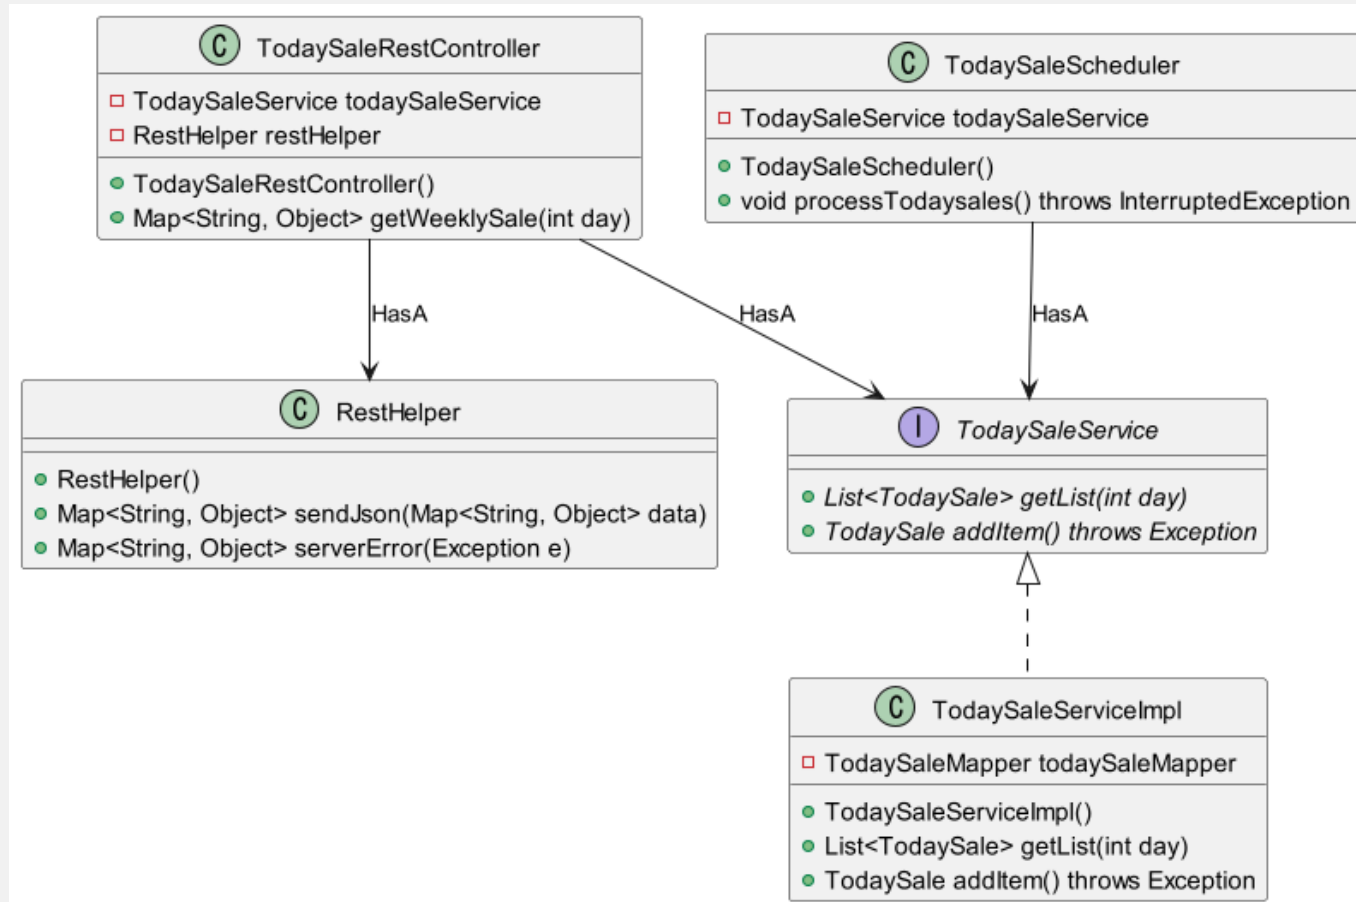 C TodaySaleRestController
TodaySaleService todaySaleService
RestHelper restHelper
TodaySaleRestController()
Map<String, Object> getWeeklySale(int day)
C TodaySaleScheduler
TodaySaleService todaySaleService
TodaySaleScheduler()
void processTodaysales() throws InterruptedException
HasA
HasA
HasA
C RestHelper
RestHelper()
Map<String, Object> sendJson(Map<String, Object> data)
Map<String, Object> serverError(Exception e)
I TodaySaleService
List<TodaySale> getList(int day)
TodaySale addItem() throws Exception
C TodaySaleServiceImpl
TodaySaleMapper todaySaleMapper
TodaySaleServiceImpl()
List<TodaySale> getList(int day)
TodaySale addItem() throws Exception